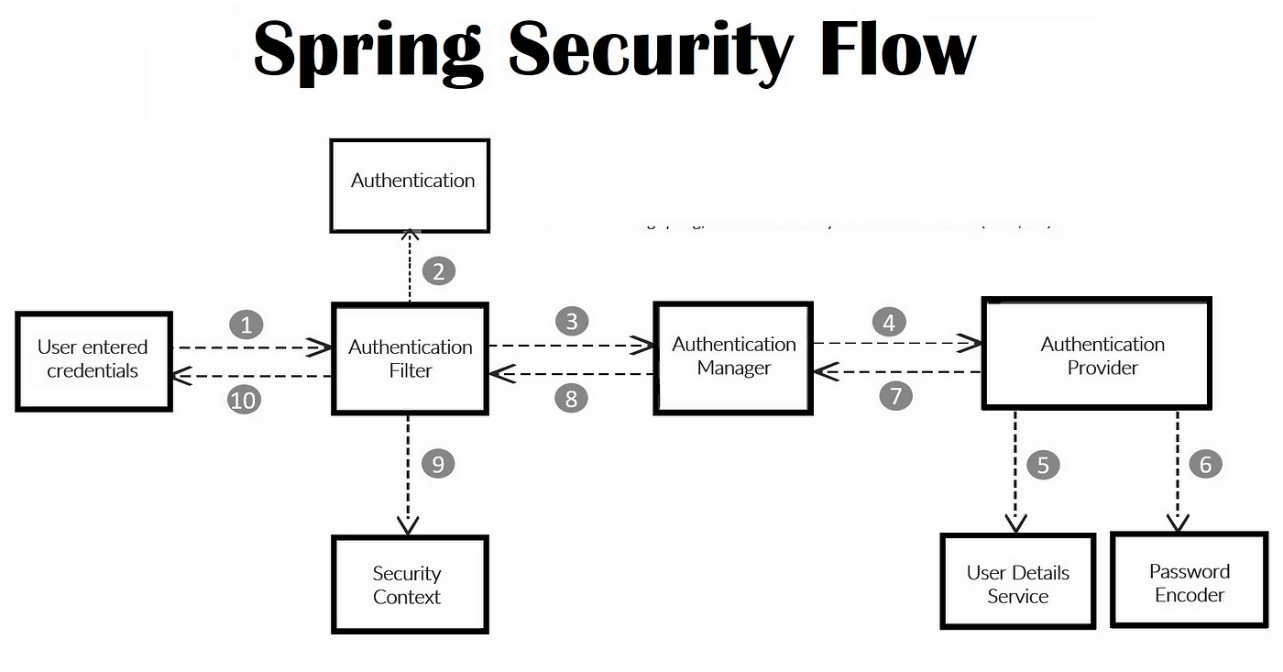 Spring Security Flow
Authentication
2
User entered
credentials
1
10
Authentication
Filter
3
8
Authentication
Manager
4
7
Authentication
Provider
9
5
6
Security
Context
User Details
Service
Password
Encoder